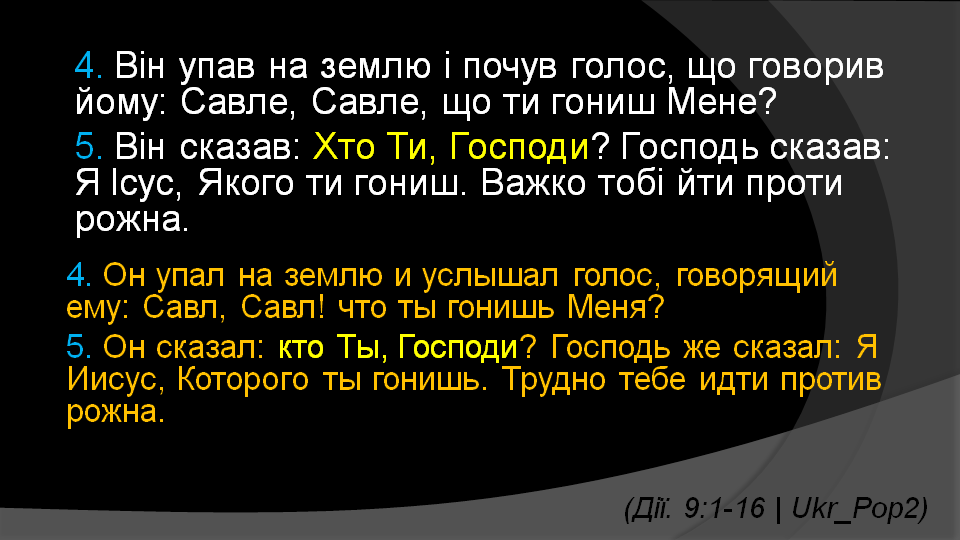 4. Він упав на землю і почув голос, що говорив
йому: Савле, Савле, що ти гониш Мене?
5. Він сказав: Хто Ти, Господи? Господь сказав:
Я Ісус, Якого ти гониш. Важко тобі йти проти
рожна.
4. Он упал на землю и услышал голос, говорящий
ему: Савл, Савл! что ты гонишь Меня?
5. Он сказал: кто Ты, Господи? Господь же сказал: Я
Иисус, Которого ты гонишь. Трудно тебе идти против
рожна.
(Дії. 9:1-16 | Ukr_Pop2)